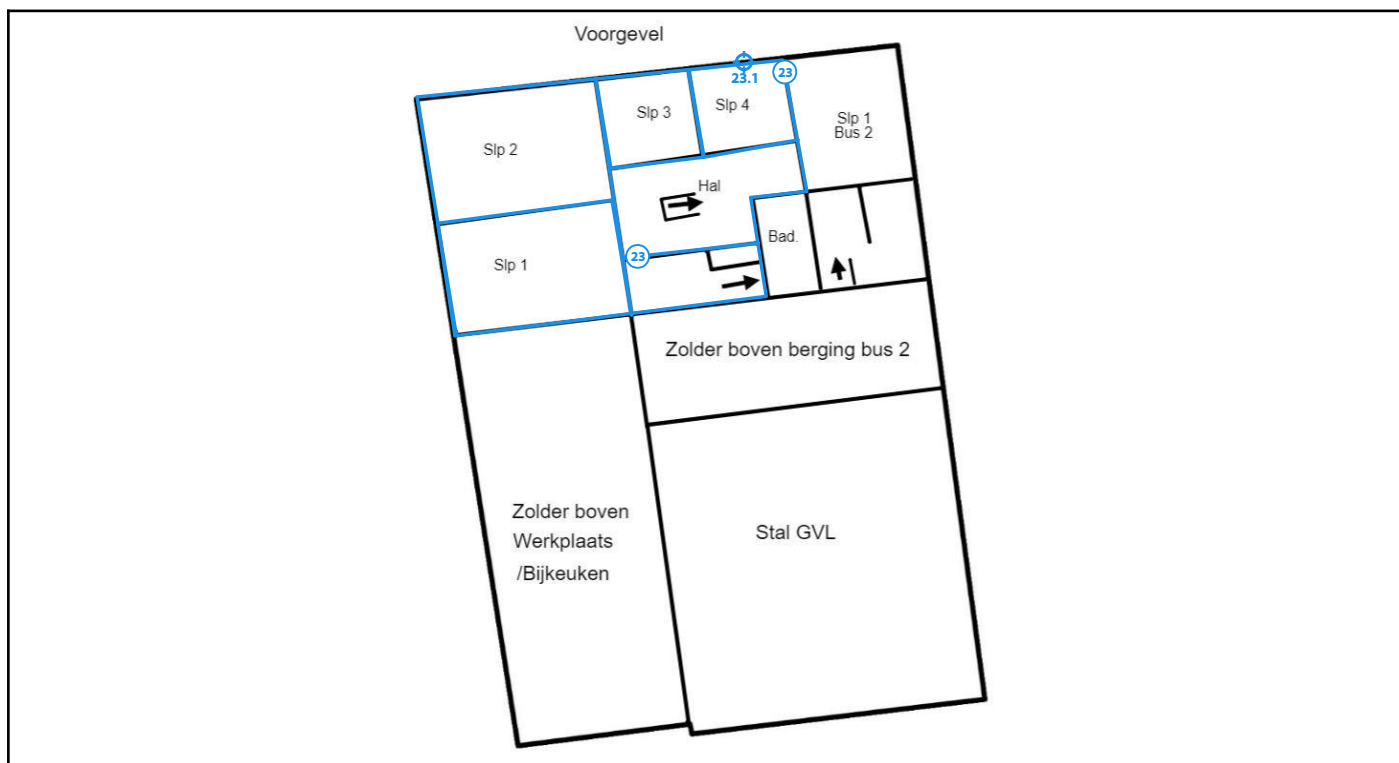 Voorgevel
23.1
23
Slp 3
Slp 4
Slp 1
Bus 2
Slp 2
Hal
Bad.
23
Slp 1
Zolder boven berging bus 2
Zolder boven
Werkplaats
/Bijkeuken
Stal GVL